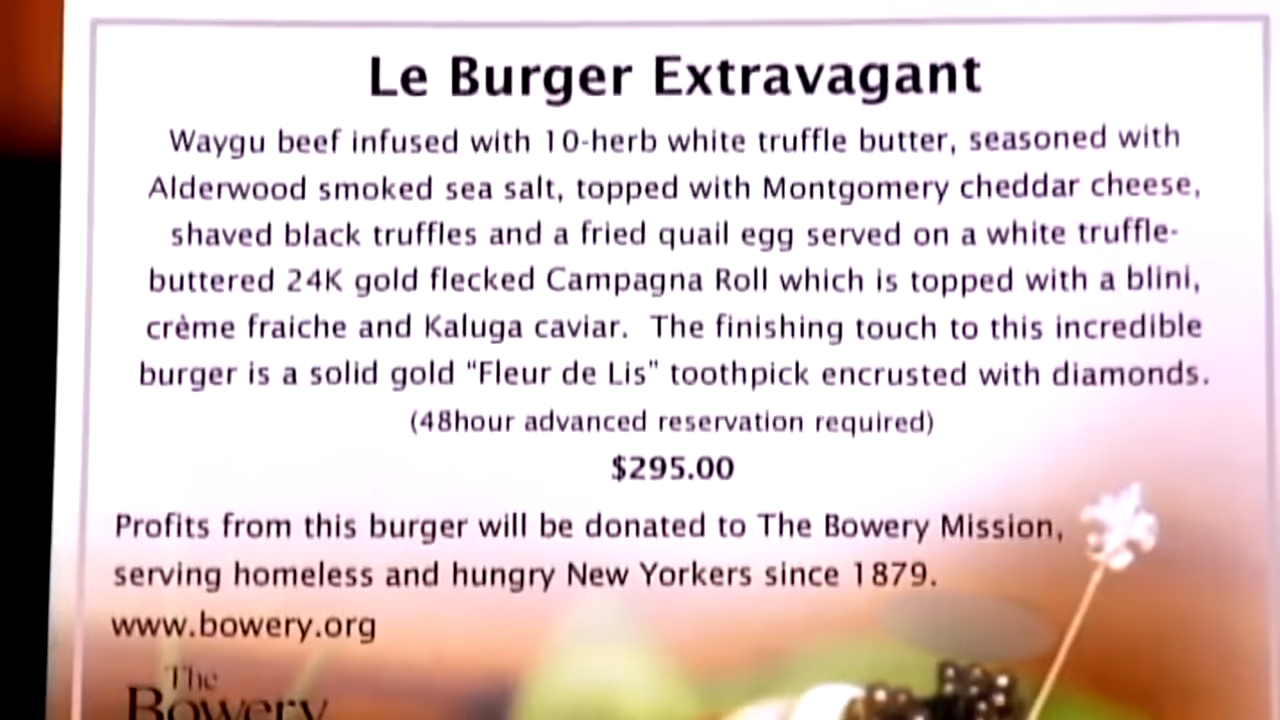 Le Burger Extravagant
Waygu beef infused with 10-herb white truffle butter, seasoned with
Alderwood smoked sea salt, topped with Montgomery cheddar cheese,
shaved black truffles and a fried quail egg served on a white truffle-
buttered 24K gold flecked Campagna Roll which is topped with a blini,
crème fraiche and Kaluga caviar.  The finishing touch to this incredible
burger is a solid gold "Fleur de Lis" toothpick encrusted with diamonds.
(48hour advanced reservation required)
$295.00
Profits from this burger will be donated to The Bowery Mission,
serving homeless and hungry New Yorkers since 1879.
www.bowery.org
The
Bowery